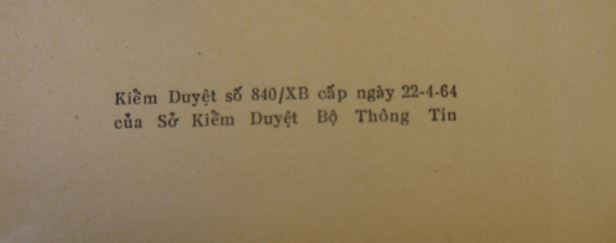 Kiểm Duyệt số 840/XB cấp ngày 22-4-64
của Sở Kiểm Duyệt Bộ Thông Tin